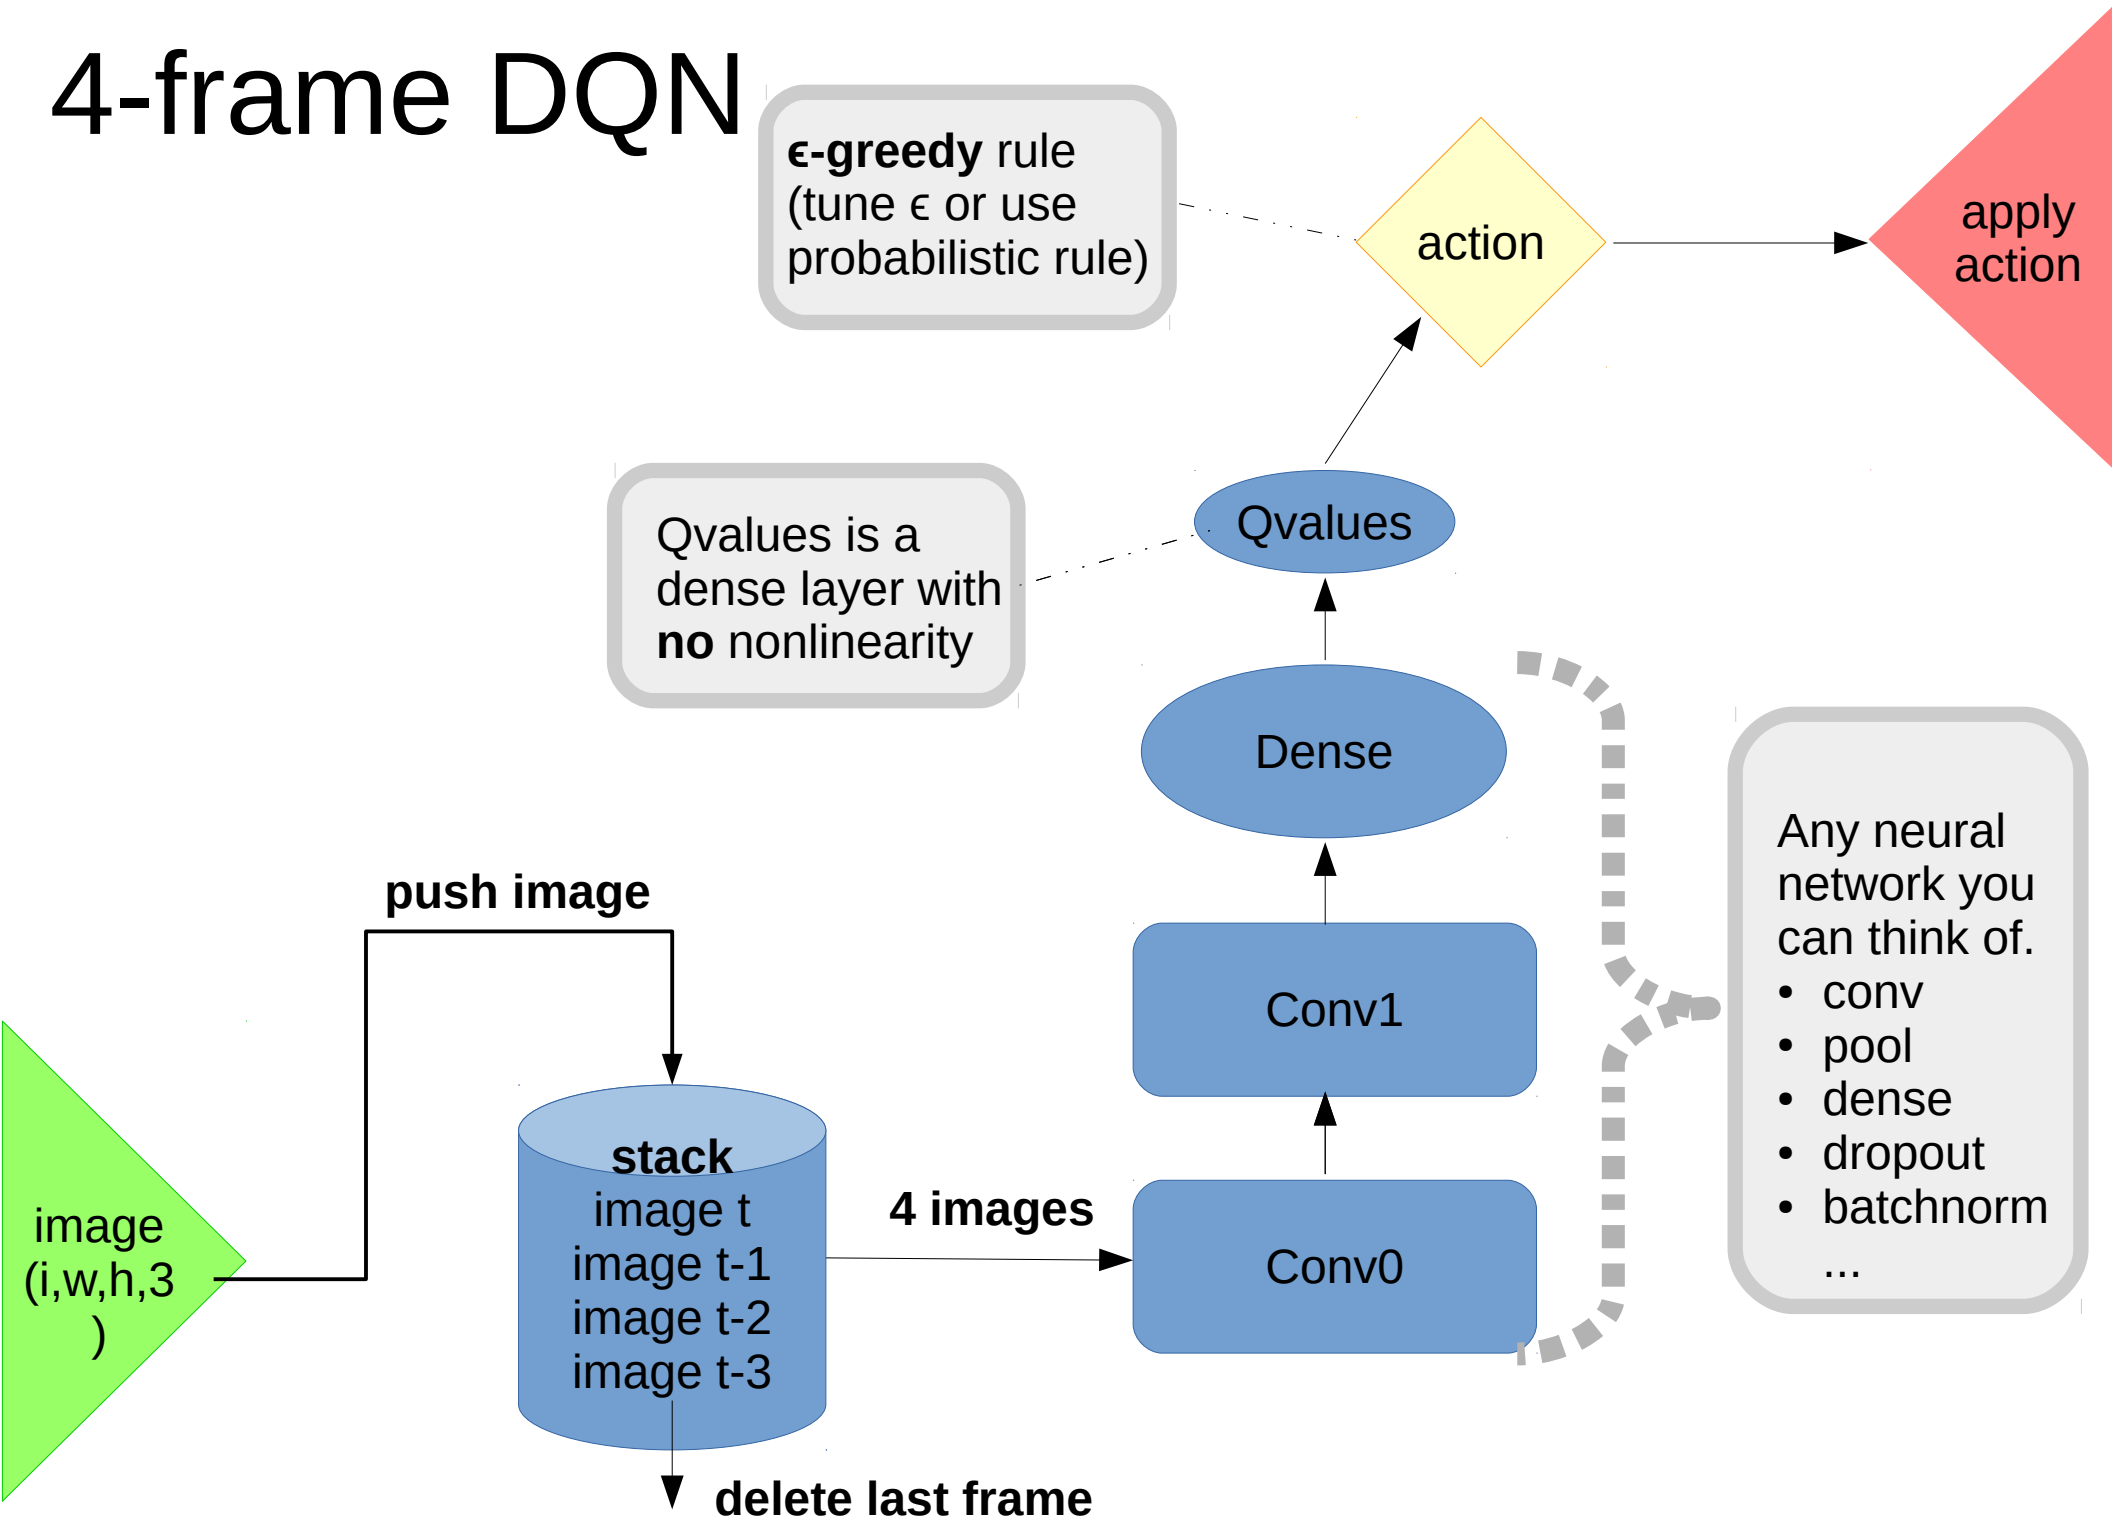 4-frame DQN
ϵ-greedy rule
(tune ϵ or use
probabilistic rule)
action
apply
action
Qvalues is a
dense layer with
no nonlinearity
Qvalues
Dense
Any neural
network you
can think of.
• conv
• pool
• dense
• dropout
• batchnorm
...
push image
Conv1
image
(i,w,h,3
)
stack
image t
image t-1
image t-2
image t-3
4 images
Conv0
delete last frame